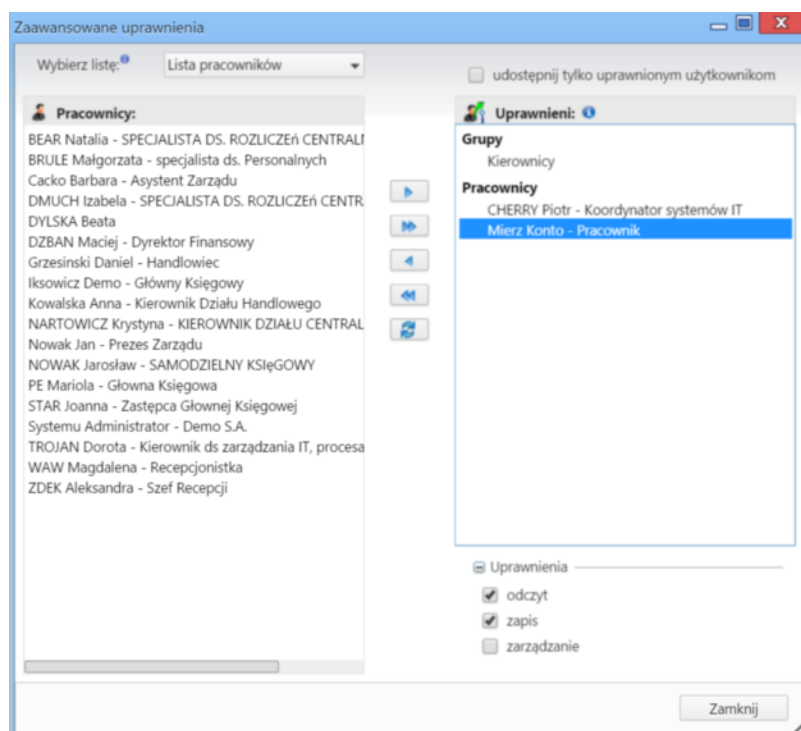 Zaawansowane uprawnienia
Wybierz listę:
Lista pracowników
udostępnij tylko uprawnionym użytkownikom
Pracownicy:
BEAR Natalia - SPECJALISTA DS. ROZLICZEń CENTRALN
BRULE Małgorzata - specjalista ds. Personalnych
Cacko Barbara - Asystent Zarządu
DMUCH Izabela - SPECJALISTA DS. ROZLICZEń CENTR
DYLSKA Beata
DZBAN Maciej - Dyrektor Finansowy
Grzesinski Daniel - Handlowiec
Iksowicz Demo - Główny Księgowy
Kowalska Anna - Kierownik Działu Handlowego
NARTOWICZ Krystyna - KIEROWNIK DZIAŁU CENTRAL
Nowak Jan - Prezes Zarządu
NOWAK Jarosław - SAMODZIELNY KSIęGOWY
PE Mariola - Głowna Księgowa
STAR Joanna - Zastępca Głownej Księgowej
Systemu Administrator - Demo S.A.
TROJAN Dorota - Kierownik ds zarządzania IT, procesa
WAW Magdalena - Recepcjonistka
ZDEK Aleksandra - Szef Recepcji
Uprawnieni:
Grupy
Kierownicy
Pracownicy
CHERRY Piotr - Koordynator systemów IT
Mierz Konto - Pracownik
Uprawnienia
odczyt
zapis
zarządzanie
Zamknij